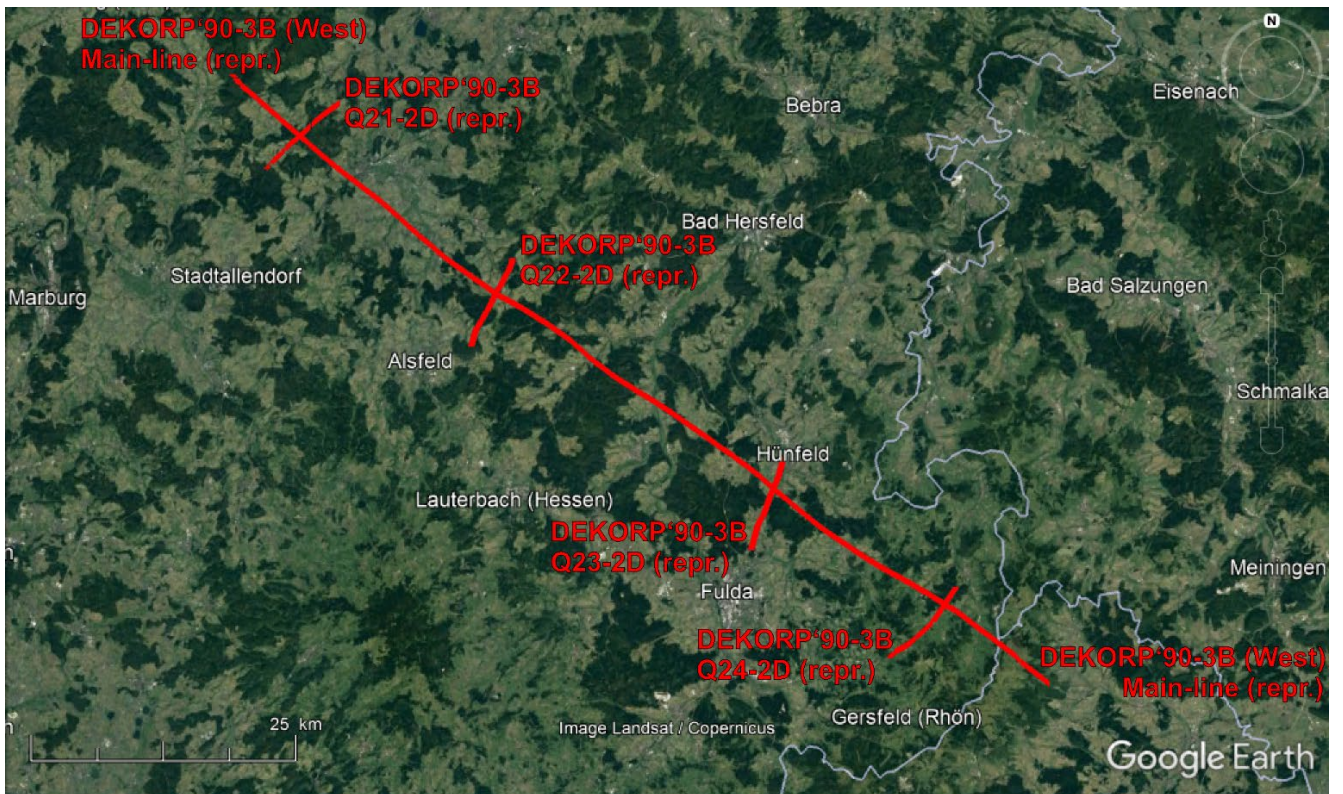 DEKORP'90-3B (West)
Main-line (repr.)
DEKORP'90-3B
Q21-2D (repr.)
N
Eisenach
Bebra
Bad Hersfeld
DEKORP'90-3B
Q22-2D (repr.)
Stadtallendorf
Marburg
Bad Salzungen
Alsfeld
Schmalka
Hünfeld
Lauterbach (Hessen)
DEKORP'90-3B
Q23-2D (repr.)
Fulda
Meiningen
DEKORP'90-3B
Q24-2D (repr.)
DEKORP'90-3B (West)
Main-line (repr.)
Gersfeld (Rhön)
25 km
Image Landsat / Copernicus
Google Earth